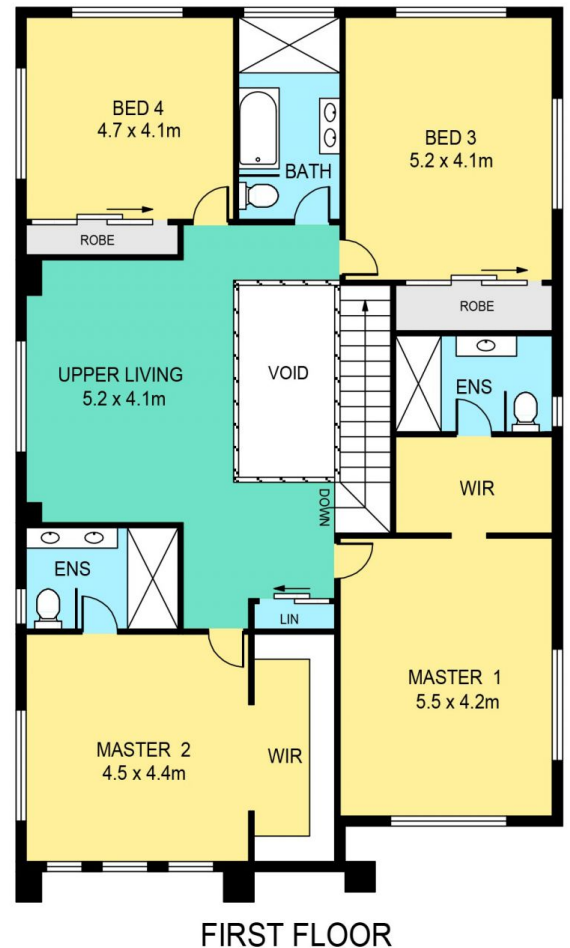 BED 4
4.7 x 4.1m
BATH
BED 3
5.2 x 4.1m
ROBE
ROBE
UPPER LIVING
5.2 x 4.1m
VOID
ENS
WIR
DOWN
ENS
LIN
MASTER 1
5.5 x 4.2m
MASTER 2
4.5 x 4.4m
WIR
FIRST FLOOR